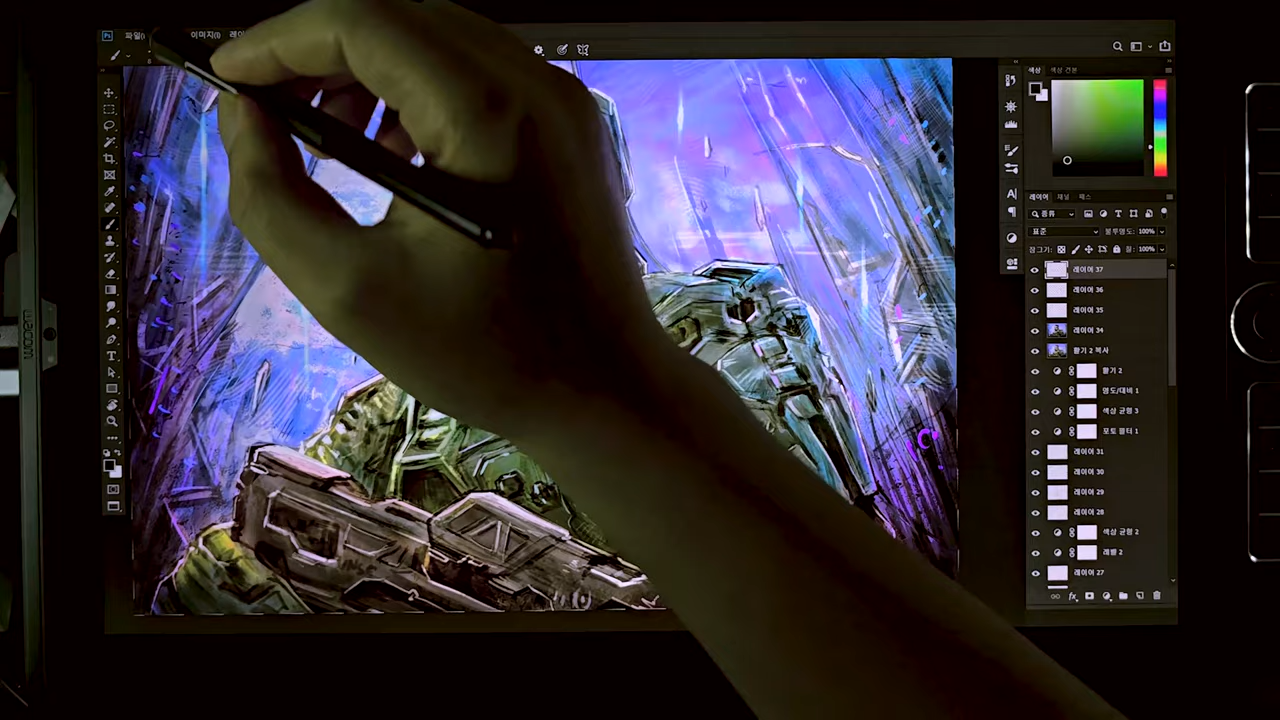 Ps 파일( 이미지(I) 레이
색상 색상 견본
레이어 채널 패스
종류
표준 불투명도: 100%
잠그기: 칠: 100%
레이어 37
레이어 36
레이어 35
레이어 34
활기 2 복사
활기 2
명도/대비 1
색상 균형 3
포토 필터 1
레이어 31
레이어 30
레이어 29
레이어 28
색상 균형 2
레벨 2
레이어 27
fx
wacom